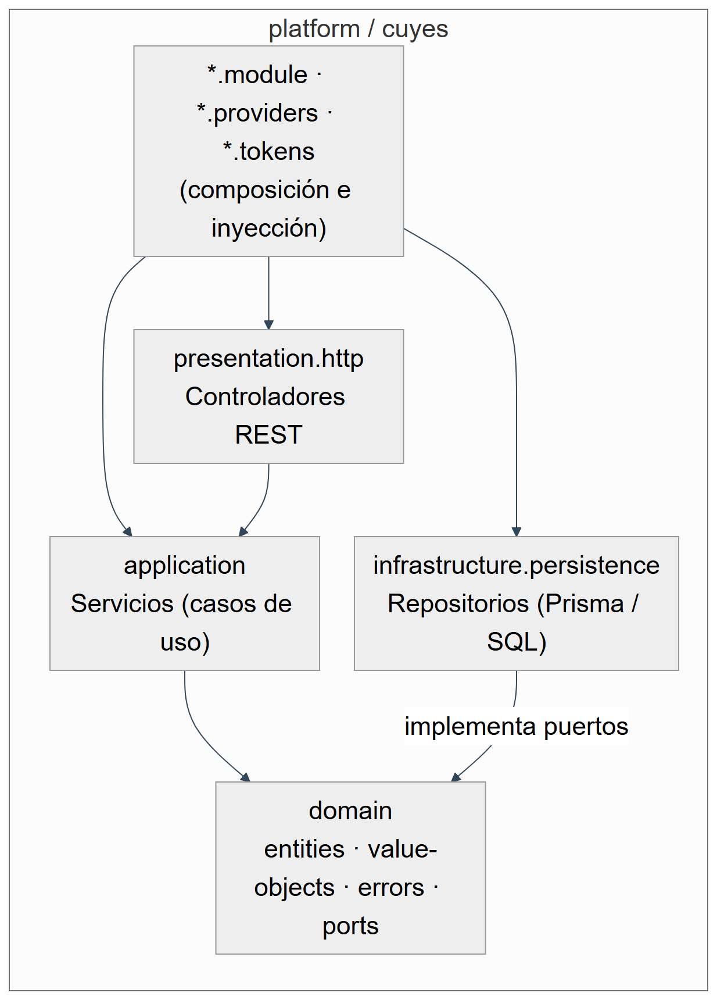 platform / cuyes
*.module ·
*.providers ·
*.tokens
(composición e
inyección)
presentation.http
Controladores
REST
application
Servicios (casos de
uso)
infrastructure.persistence
Repositorios (Prisma /
SQL)
implementa puertos
domain
entities · value-
objects · errors ·
ports